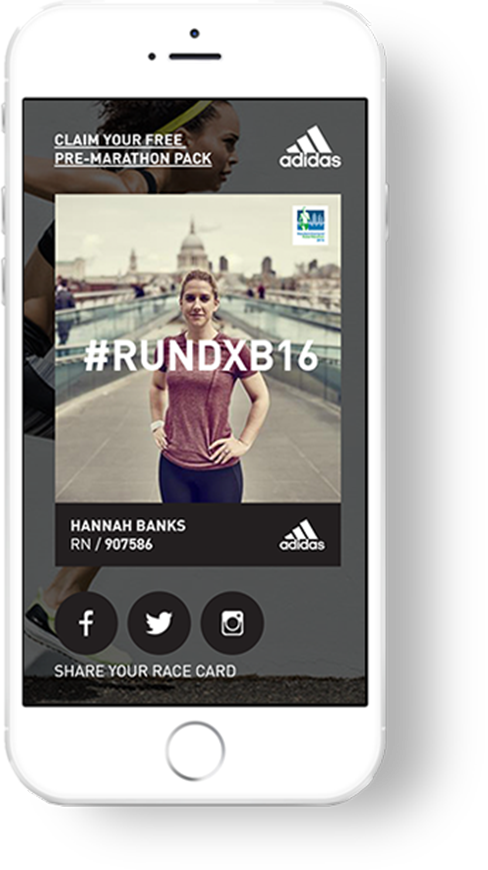 CLAIM YOUR FREE
PRE-MARATHON PACK
adidas
#RUNDXB16
HANNAH BANKS
RN / 907586
adidas
SHARE YOUR RACE CARD